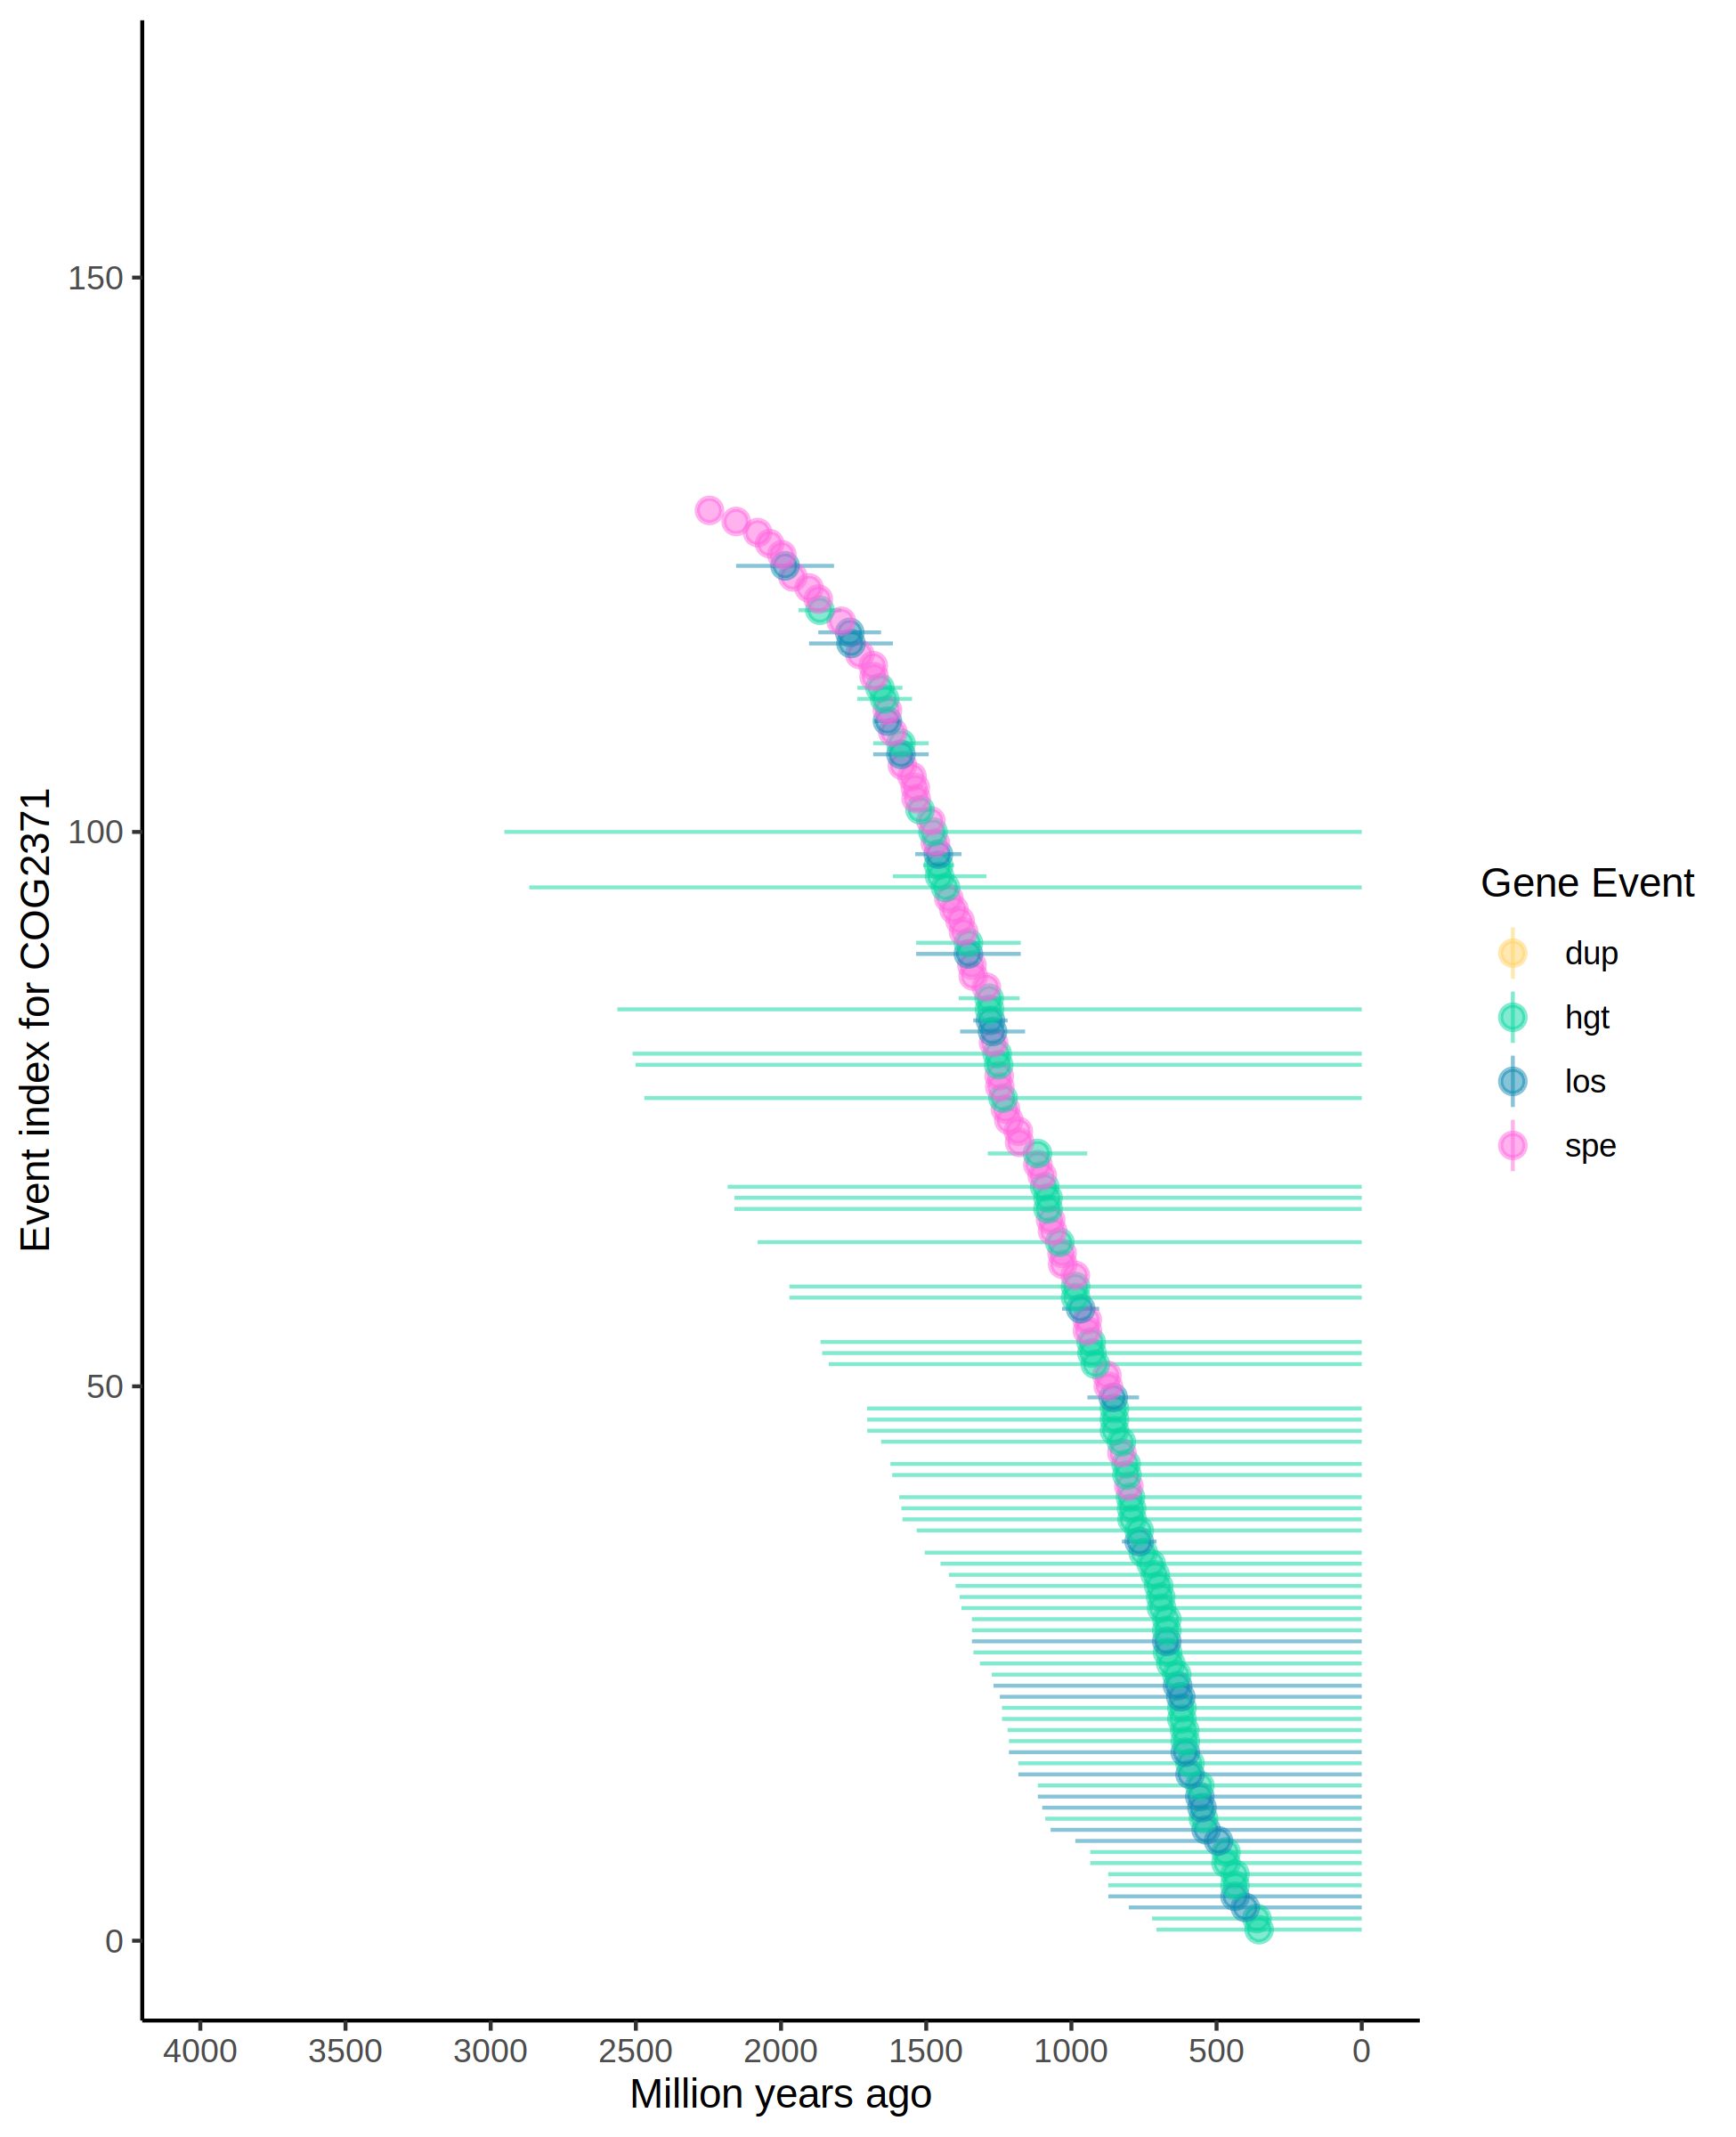 Event index for COG2371
150
100
50
0
4000 3500 3000 2500 2000 1500 1000 500 0
Million years ago
Gene Event
dup
hgt
los
spe